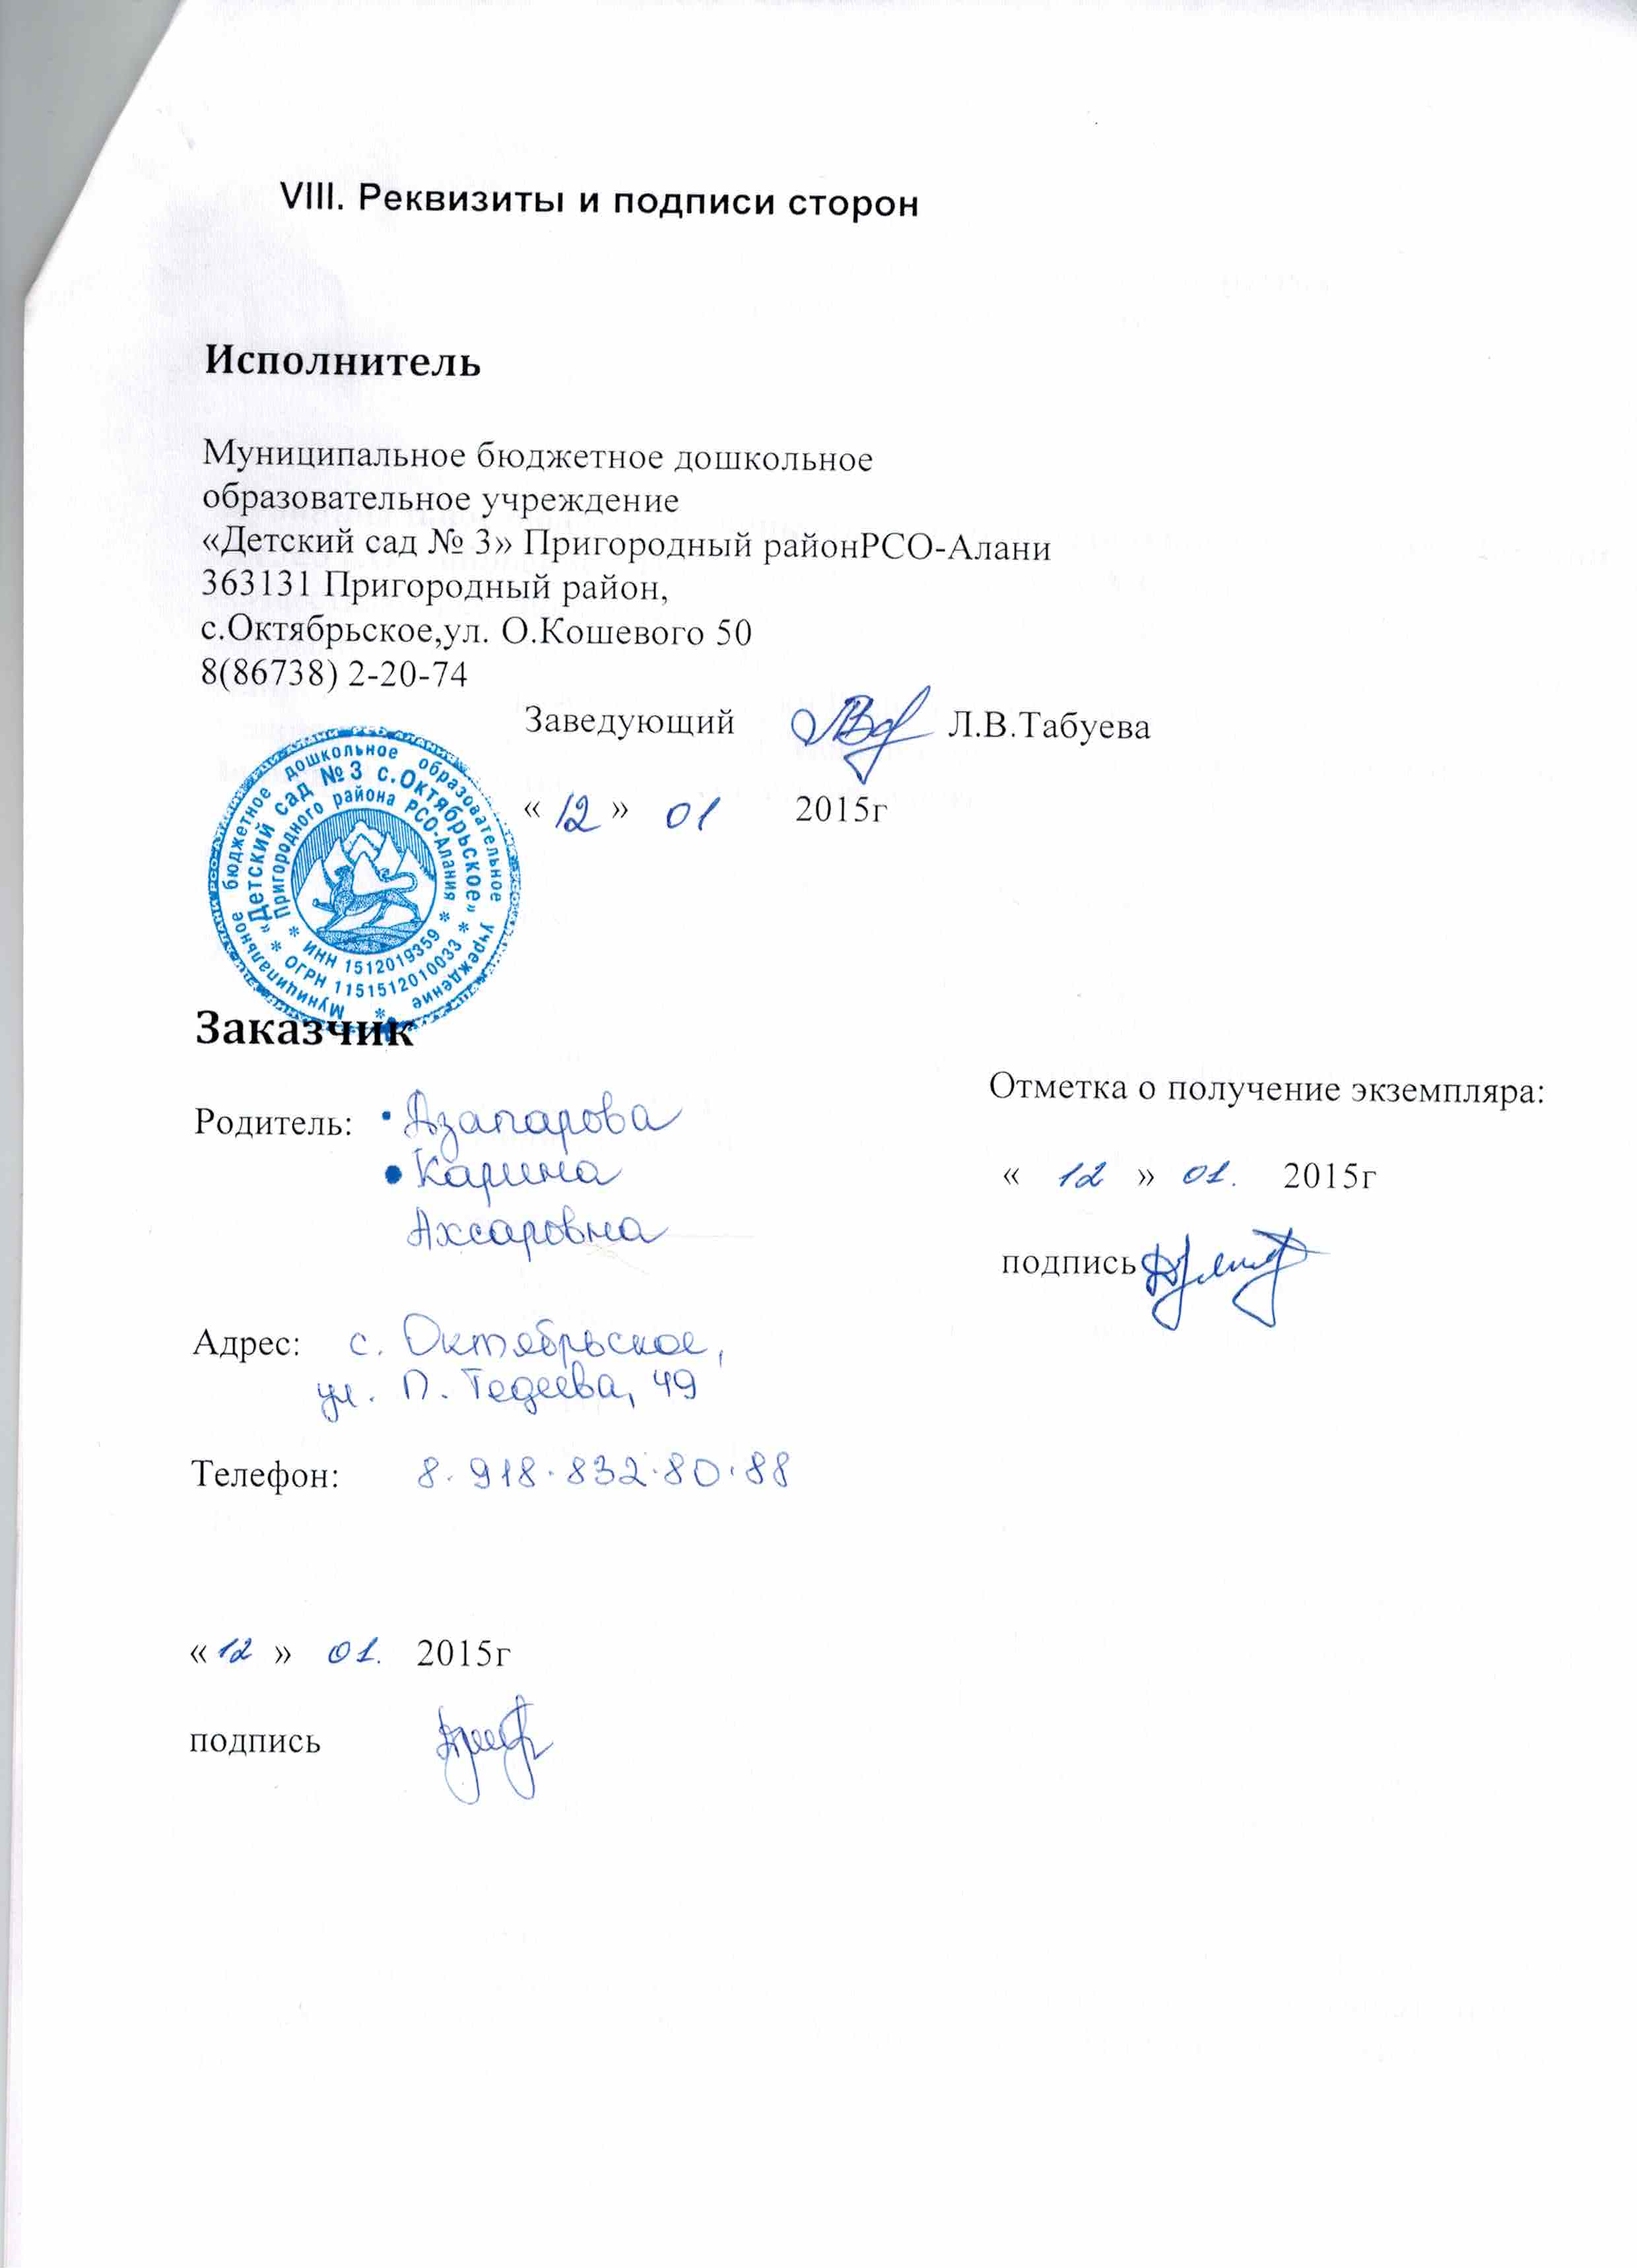 VIII. Реквизиты и подписи сторон
Исполнитель
Муниципальное бюджетное дошкольное
образовательное учреждение
«Детский сад № 3» Пригородный районРСО-Алани
363131 Пригородный район,
с.Октябрьское,ул. О.Кошевого 50
8(86738) 2-20-74
Заведующий Л.В.Табуева
« 12 » 01 2015г
Муниципальное бюджетное дошкольное образовательное учреждение
«Детский сад №3 с.Октябрьское»
Пригородного района РСО-Алания
* ИНН 1512019359 *
* ОГРН 1151512010033 *
Заказчик
Родитель: Дзапарова
Карина
Ахсаровна
Адрес: с. Октябрьское,
ул. П. Тедеева, 49
Телефон: 8.918.832.80.88
« 12 » 01. 2015г
подпись
Отметка о получение экземпляра:
« 12 » 01. 2015г
подпись